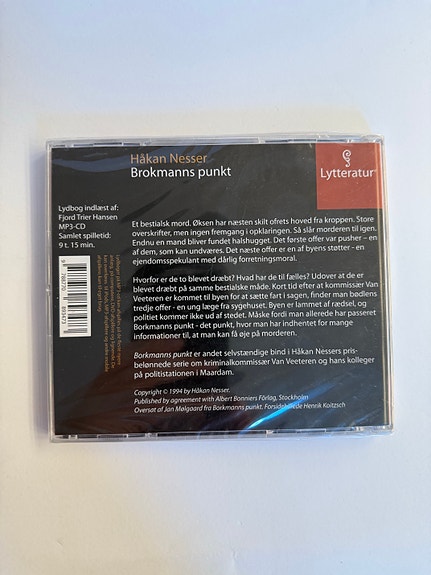 Håkan Nesser
Brokmanns punkt
Lytteratur
Lydbog indlæst af:
Fjord Trier Hansen
MP3-CD
Samlet spilletid:
9 t. 15 min.
Et bestialsk mord. Øksen har næsten skilt ofrets hoved fra kroppen. Store
overskrifter, men ingen fremgang i opklaringen. Så slår morderen til igen.
Endnu en mand bliver fundet halshugget. Det første offer var pusher – en
af dem, som kan undværes. Det næste offer er en af byens støtter – en
ejendomsspekulant med dårlig forretningsmoral.
Hvorfor er de to blevet dræbt? Hvad har de til fælles? Udover at de er
blevet dræbt på samme bestialske måde. Kort tid efter at kommissær Van
Veeteren er kommet til byen for at sætte fart i sagen, finder man bødlens
tredje offer - en ung læge fra sygehuset. Byen er lammet af rædsel, og
politiet kommer ikke ud af stedet. Måske fordi man allerede har passeret
Borkmanns punkt - det punkt, hvor man har indhentet for mange
informationer til, at man kan få øje på morderen.
Borkmanns punkt er andet selvstændige bind i Håkan Nessers pris-
belønnede serie om kriminalkommissær Van Veeteren og hans kolleger
på politistationen i Maardam.
Copyright © 1994 by Håkan Nesser.
Published by agreement with Albert Bonniers Förlag, Stockholm
Oversat af Jan Mølgaard fra Borkmanns punkt. Forsideillede Henrik Koitzsch